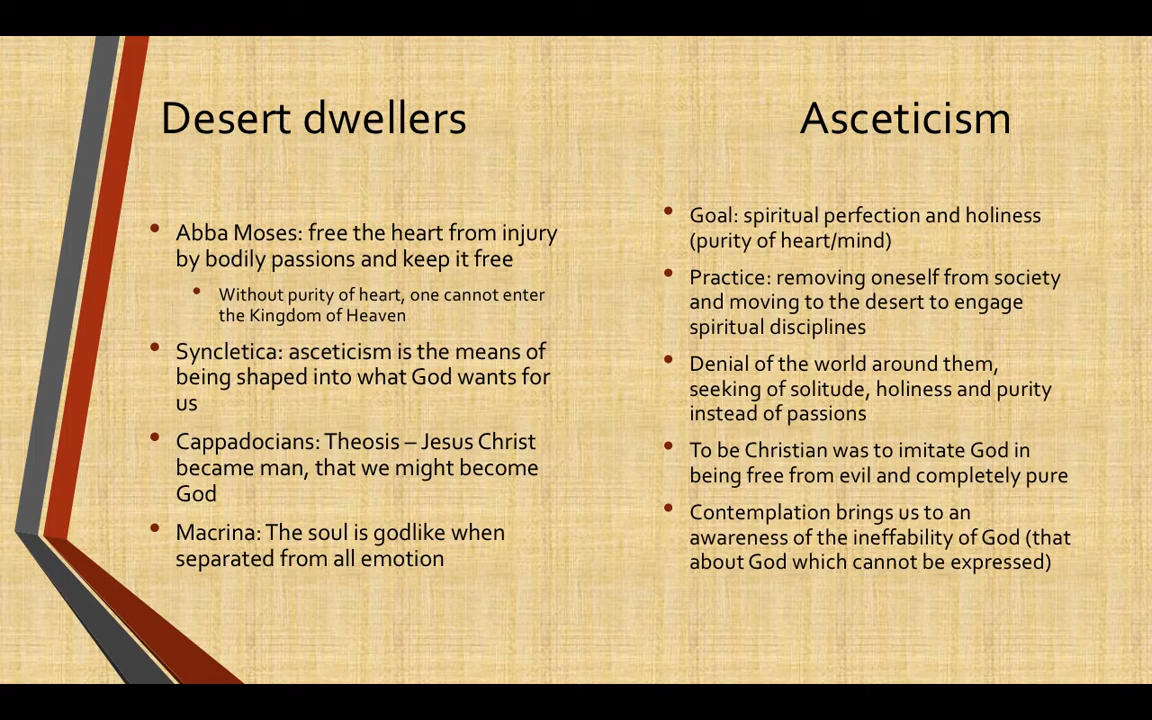 Desert dwellers
• Abba Moses: free the heart from injury
by bodily passions and keep it free
• Without purity of heart, one cannot enter
the Kingdom of Heaven
• Syncletica: asceticism is the means of
being shaped into what God wants for
us
• Cappadocians: Theosis – Jesus Christ
became man, that we might become
God
• Macrina: The soul is godlike when
separated from all emotion
Asceticism
• Goal: spiritual perfection and holiness
(purity of heart/mind)
• Practice: removing oneself from society
and moving to the desert to engage
spiritual disciplines
• Denial of the world around them,
seeking of solitude, holiness and purity
instead of passions
• To be Christian was to imitate God in
being free from evil and completely pure
• Contemplation brings us to an
awareness of the ineffability of God (that
about God which cannot be expressed)